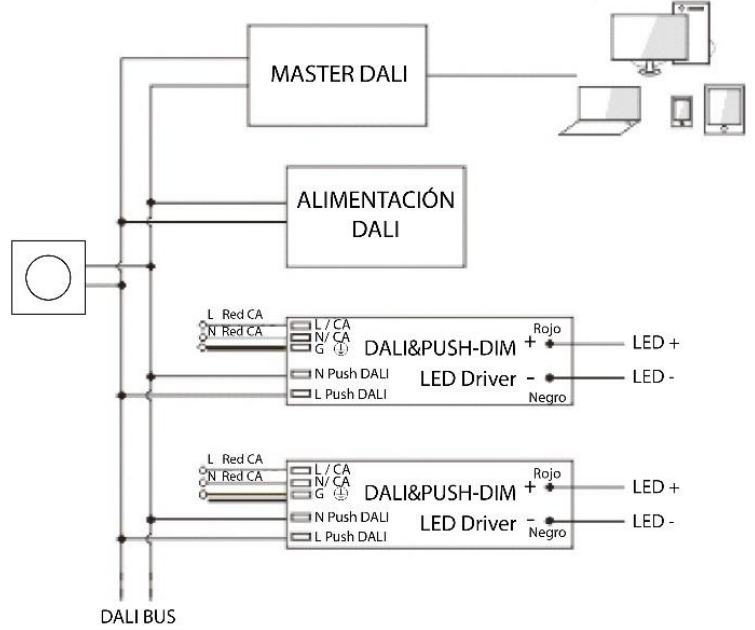 MASTER DALI
ALIMENTACIÓN
DALI
L Red CA
N Red CA
L / CA
N/ CA
G
N Push DALI
L Push DALI
DALI&PUSH-DIM
LED Driver
Rojo
+
-
Negro
LED +
LED -
L Red CA
N Red CA
L / CA
N/ CA
G
N Push DALI
L Push DALI
DALI&PUSH-DIM
LED Driver
Rojo
+
-
Negro
LED +
LED -
DALI BUS